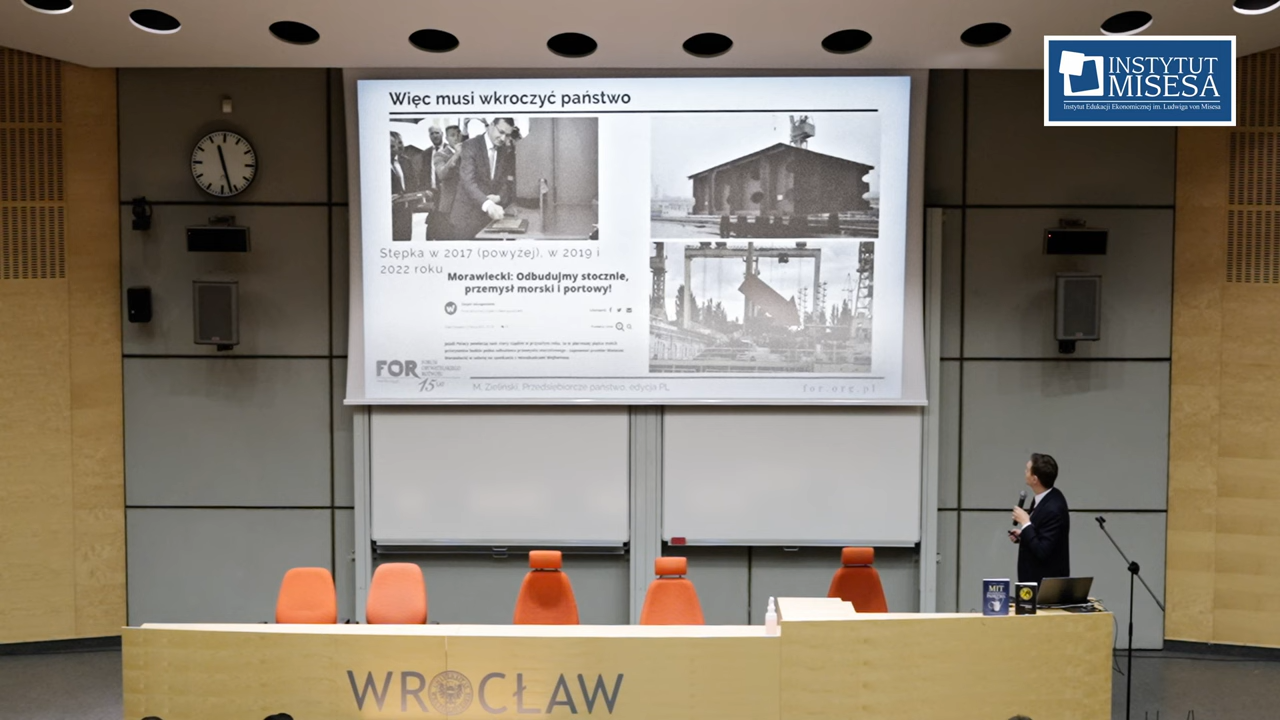 INSTYTUT
MISESA
Instytut Edukacji Ekonomicznej im. Ludwiga von Misesa
Więc musi wkroczyć państwo
Stępka w 2017 (powyżej), w 2019 i
2022 roku
Morawiecki: Odbudujmy stocznie,
przemysł morski i portowy!
FOR
15
M. Zieliński, Przedsiębiorcze państwo, edycja PL
for.org.pl
MIT
WROCŁAW